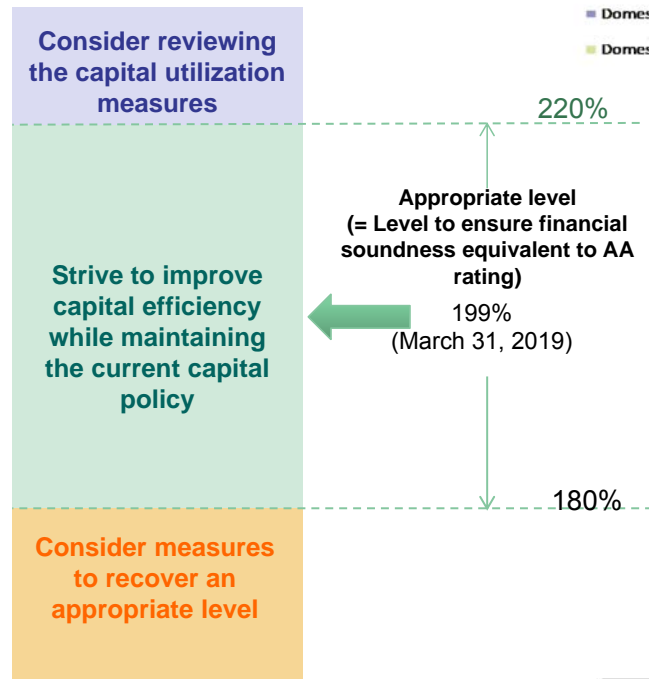 Consider reviewing
the capital utilization
measures
Domes
Domes
220%
Appropriate level
(= Level to ensure financial
soundness equivalent to AA
rating)
199%
(March 31, 2019)
Strive to improve
capital efficiency
while maintaining
the current capital
policy
180%
Consider measures
to recover an
appropriate level